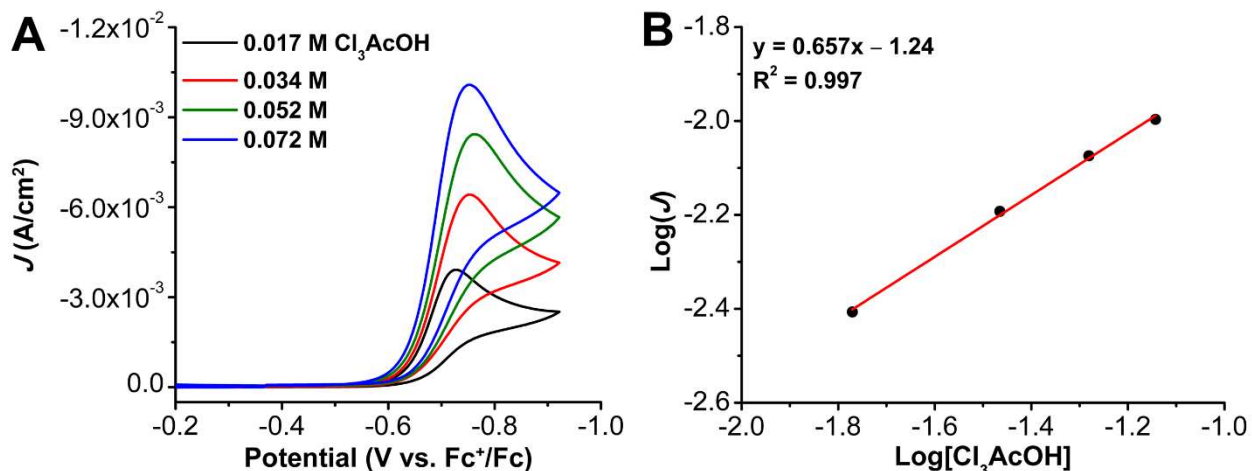 A
-1.2x10⁻²
-9.0x10⁻³
-6.0x10⁻³
-3.0x10⁻³
0.0
J (A/cm²)
0.017 M Cl₃AcOH
0.034 M
0.052 M
0.072 M
-0.2 -0.4 -0.6 -0.8 -1.0
Potential (V vs. Fc⁺/Fc)
B
-1.8
-2.0
-2.2
-2.4
-2.6
Log(J)
y = 0.657x – 1.24
R² = 0.997
-2.0 -1.8 -1.6 -1.4 -1.2 -1.0
Log[Cl₃AcOH]